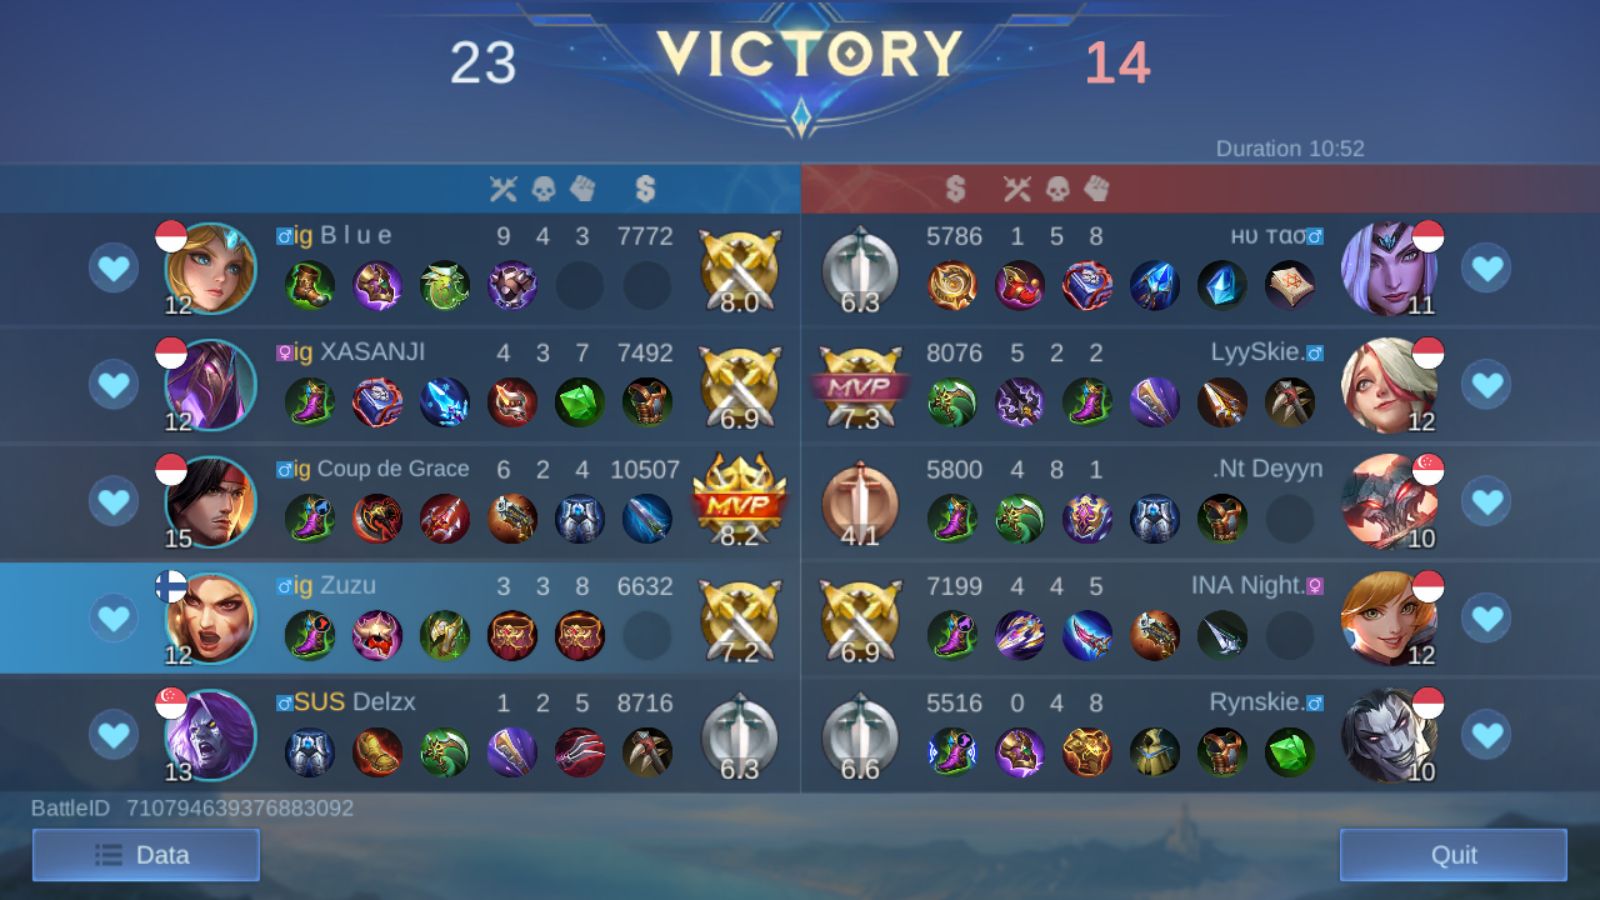 23 VICTORY 14
Duration 10:52
12 ig B l u e 9 4 3 7772 8.0
6.3 5786 1 5 8 ʜᴜ ᴛασ 11
12 ig XASANJI 4 3 7 7492 6.9
MVP 7.3 8076 5 2 2 LyySkie. 12
15 ig Coup de Grace 6 2 4 10507 MVP 8.2
4.1 5800 4 8 1 .Nt Deyyn 10
12 ig Zuzu 3 3 8 6632 7.2
6.9 7199 4 4 5 INA Night. 12
13 SUS Delzx 1 2 5 8716 6.3
6.6 5516 0 4 8 Rynskie. 10
BattleID 710794639376883092
Data
Quit